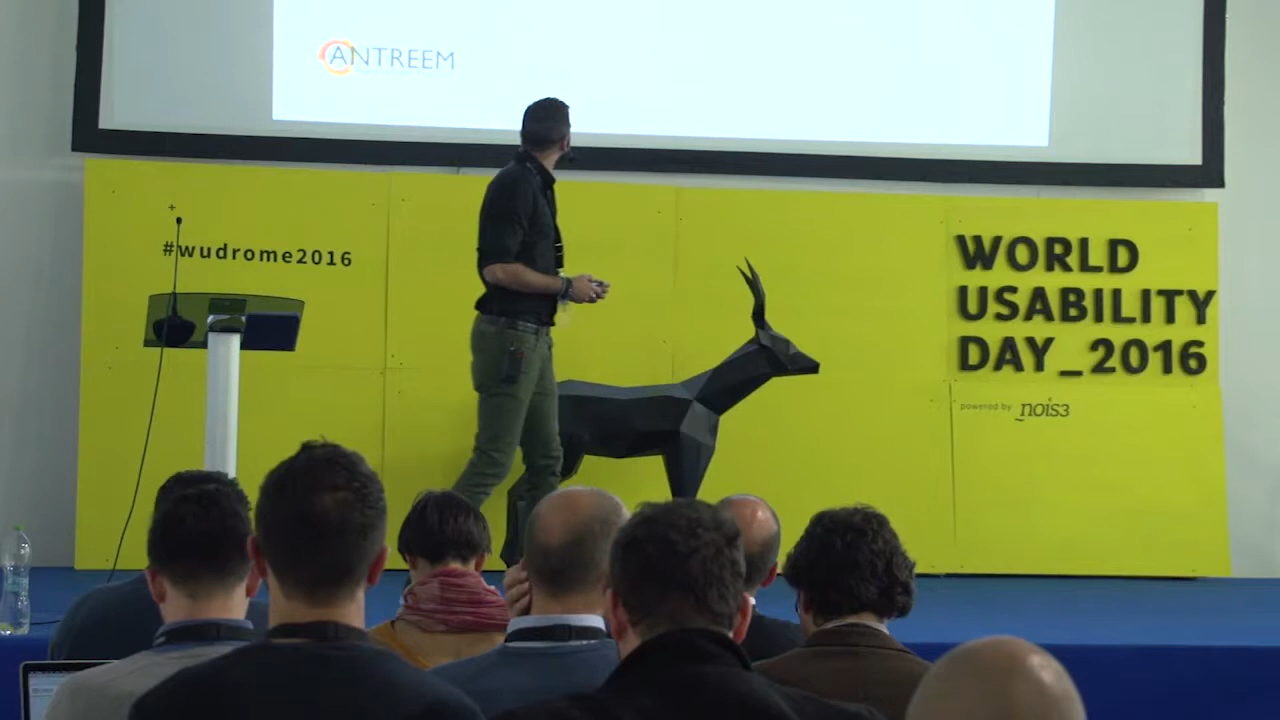 ANTREEM
#wudrome2016
WORLD
USABILITY
DAY_2016
powered by nois3